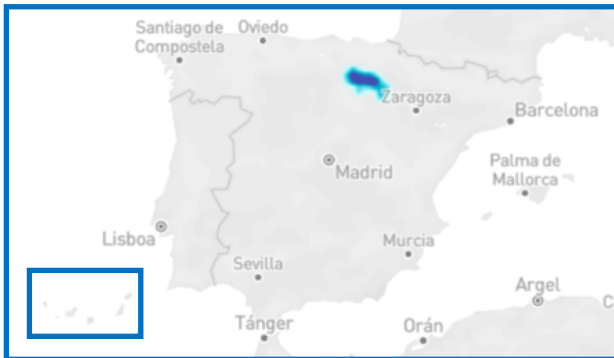 Santiago de
Compostela
Oviedo
Zaragoza
Barcelona
Madrid
Palma de
Mallorca
Lisboa
Murcia
Sevilla
Argel
C
Tánger
Orán